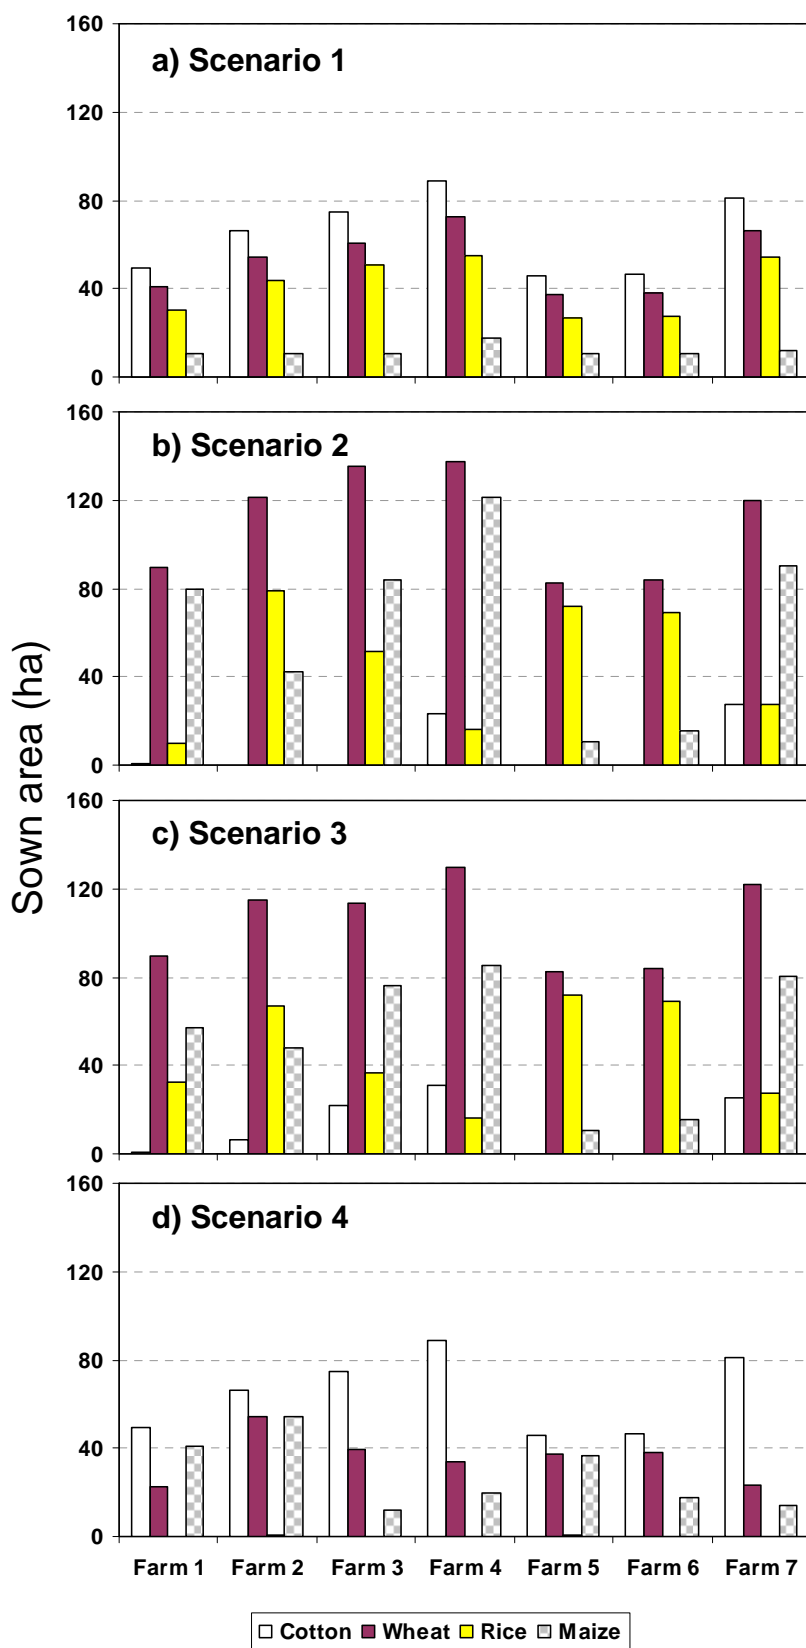 Sown area (ha)
a) Scenario 1
160
120
80
40
0
b) Scenario 2
160
120
80
40
0
c) Scenario 3
160
120
80
40
0
d) Scenario 4
160
120
80
40
0
Farm 1 Farm 2 Farm 3 Farm 4 Farm 5 Farm 6 Farm 7
Cotton Wheat Rice Maize